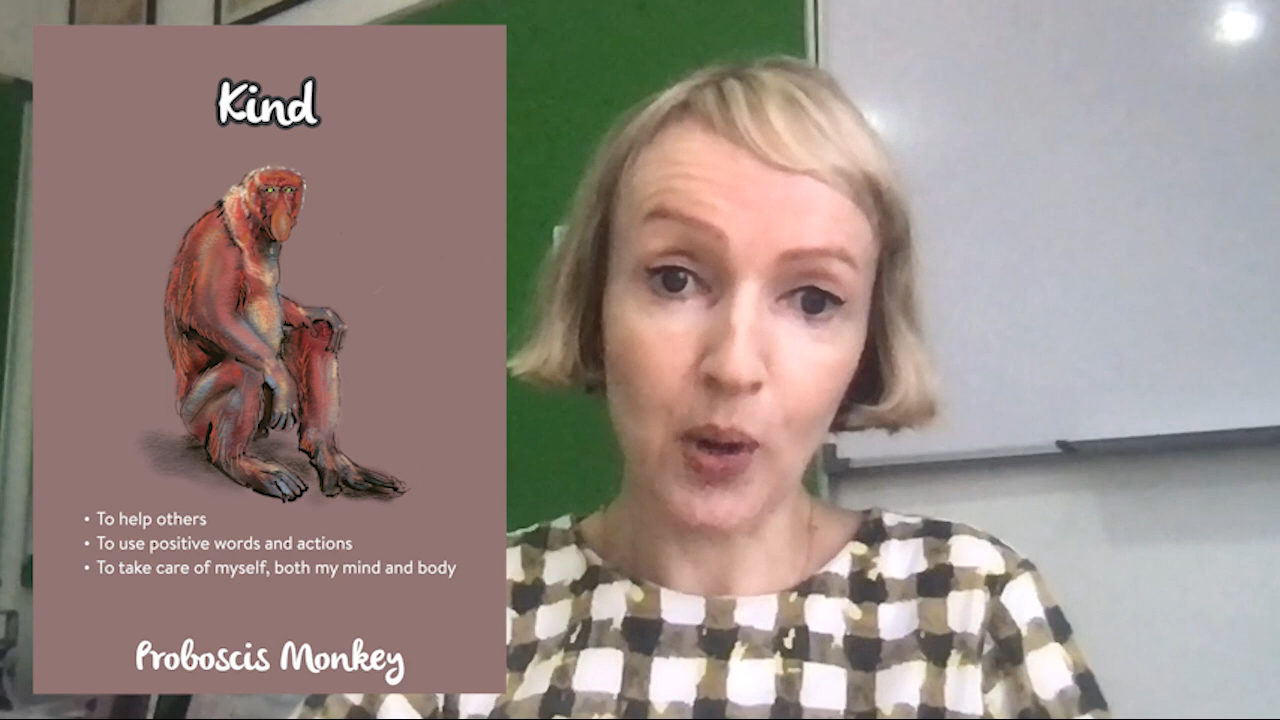 Kind
• To help others
• To use positive words and actions
• To take care of myself, both my mind and body
Proboscis Monkey